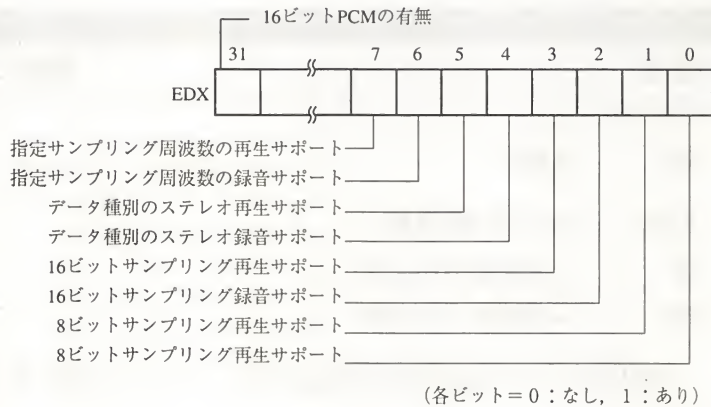 16ビットPCMの有無
31 7 6 5 4 3 2 1 0
EDX
指定サンプリング周波数の再生サポート
指定サンプリング周波数の録音サポート
データ種別のステレオ再生サポート
データ種別のステレオ録音サポート
16ビットサンプリング再生サポート
16ビットサンプリング録音サポート
8ビットサンプリング再生サポート
8ビットサンプリング再生サポート
(各ビット=0:なし,1:あり)